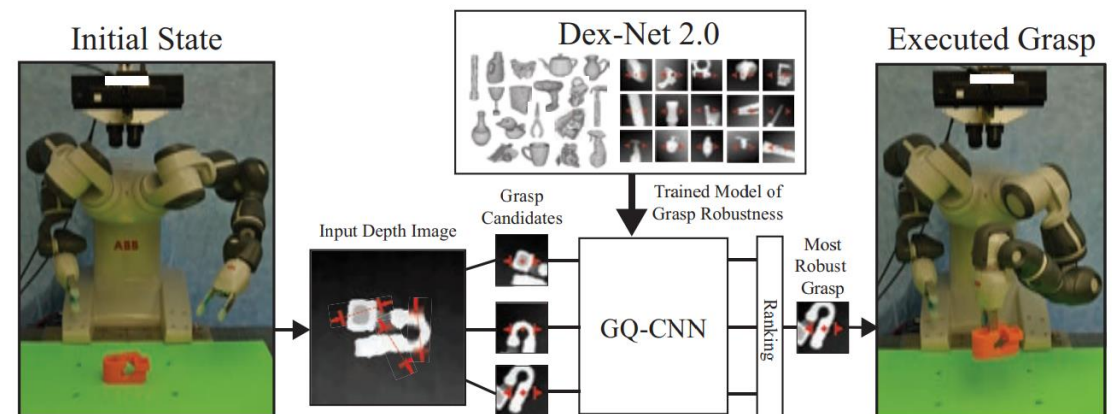 Initial State
Dex-Net 2.0
Executed Grasp
Trained Model of
Grasp Robustness
Grasp
Candidates
Input Depth Image
Most
Robust
Grasp
GQ-CNN
Ranking
ABB